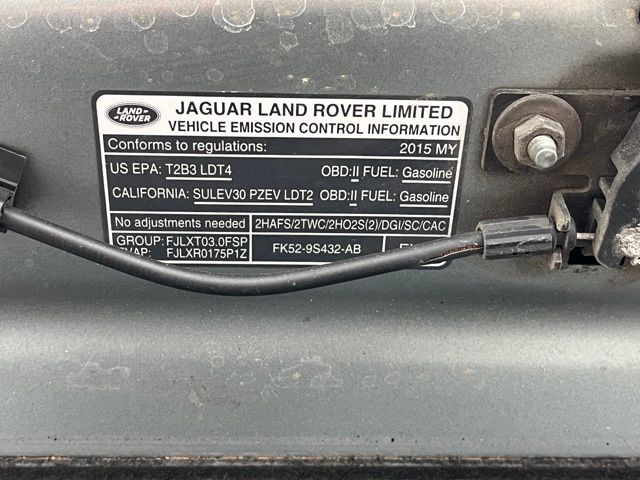 LAND-
ROVER
JAGUAR LAND ROVER LIMITED
VEHICLE EMISSION CONTROL INFORMATION
Conforms to regulations: 2015 MY
US EPA: T2B3 LDT4 OBD:II FUEL: Gasoline
CALIFORNIA: SULEV30 PZEV LDT2 OBD:II FUEL: Gasoline
No adjustments needed 2HAFS/2TWC/2HO2S(2)/DGI/SC/CAC
GROUP: FJLXT03.0FSP FK52-9S432-AB
FJLXR0175P1Z